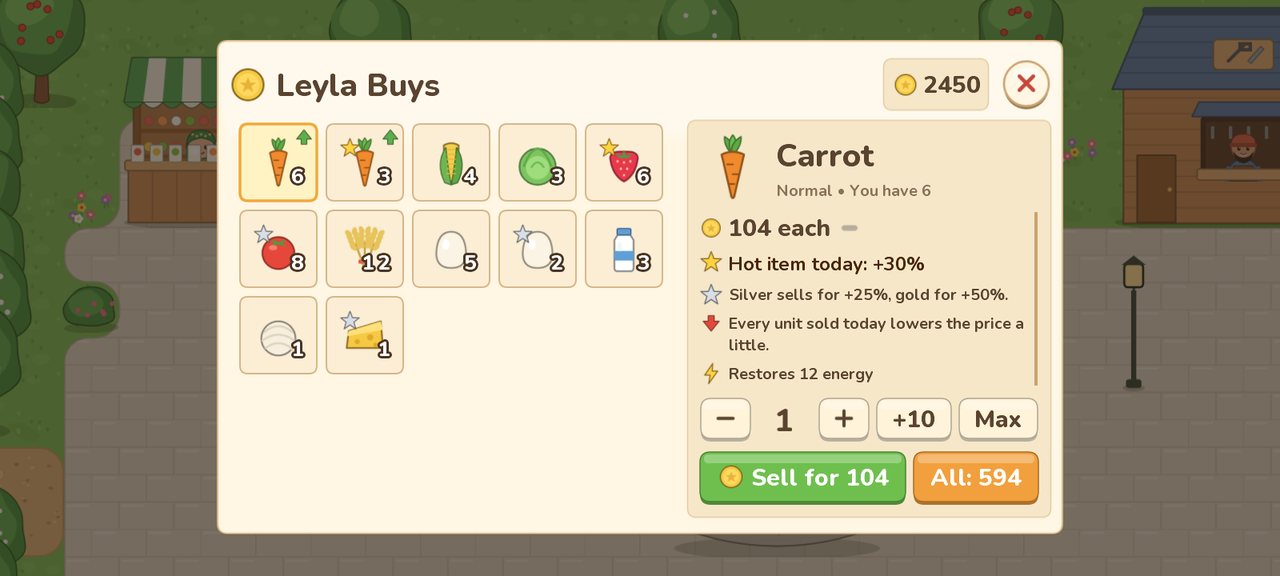 Leyla Buys
2450
6
3
4
3
6
8
12
5
2
3
1
1
Carrot
Normal • You have 6
104 each
Hot item today: +30%
Silver sells for +25%, gold for +50%.
Every unit sold today lowers the price a
little.
Restores 12 energy
− 1 + +10 Max
Sell for 104
All: 594